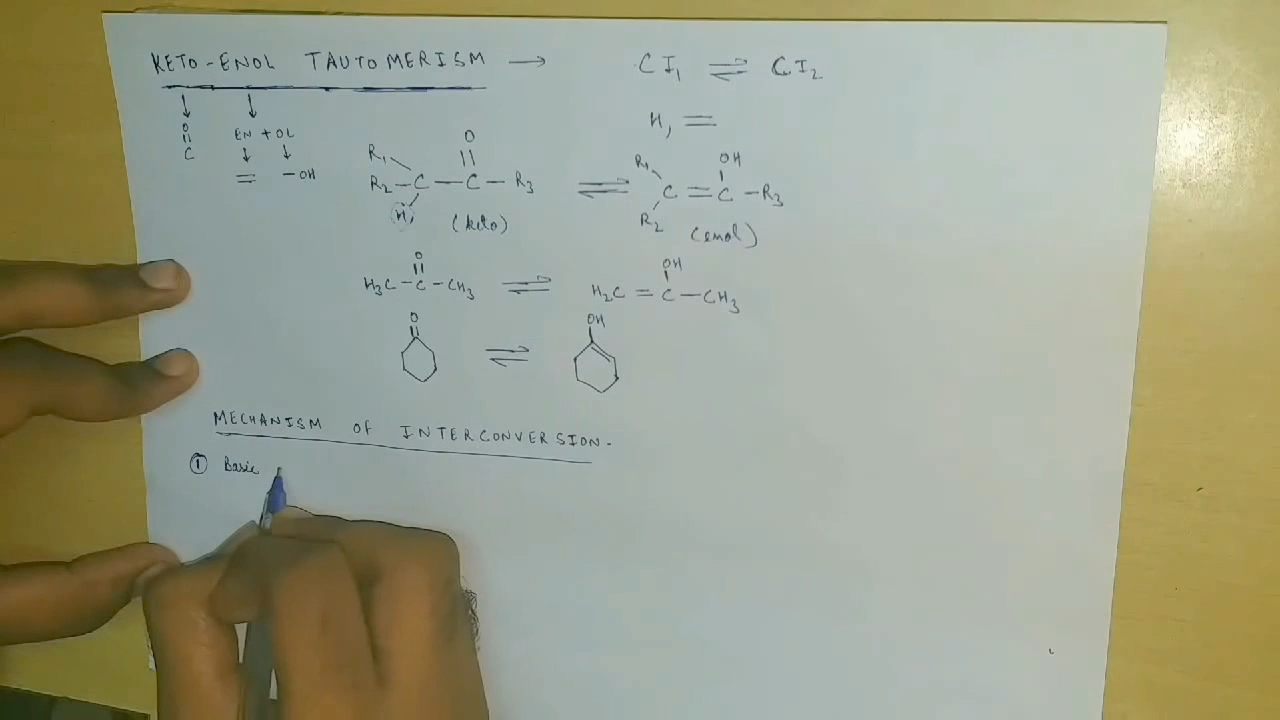 KETO-ENOL TAUTOMERISM → CI₁ ⇌ CI₂
O EN + OL H, =
|| ↓ ↓
C = -OH
O OH
R₁ || R₁ |
R₂-C-C-R₃ ⇌ C=C-R₃
H R₂
(keto) (enol)
O OH
|| |
H₃C-C-CH₃ ⇌ H₂C=C-CH₃
O ⇌ OH
MECHANISM OF INTERCONVERSION.
① Basic